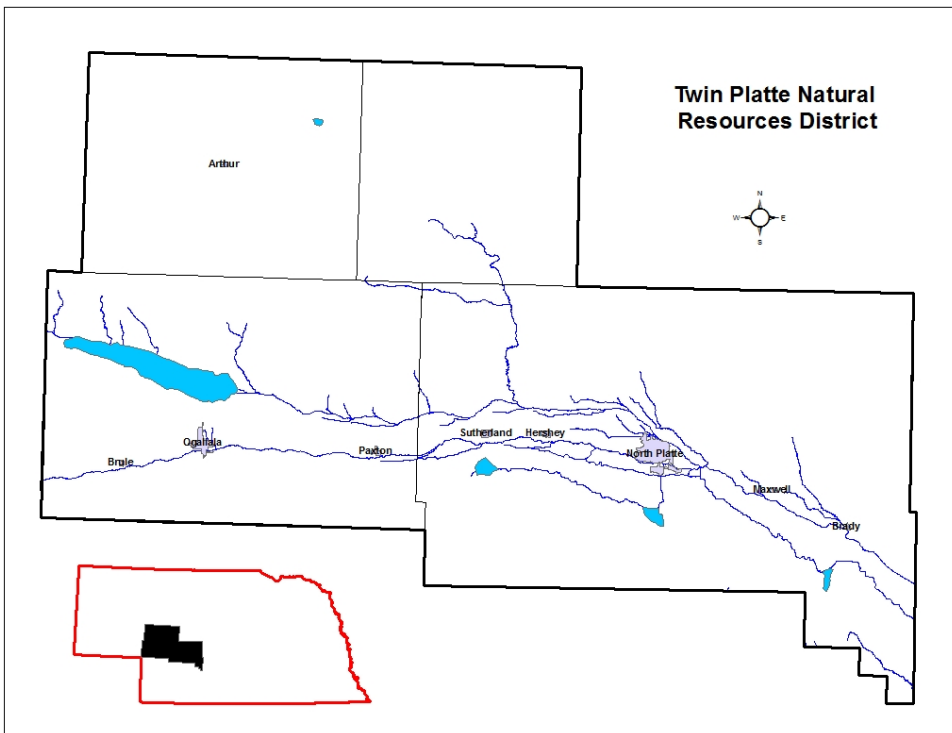 Twin Platte Natural
Resources District
Arthur
N
W E
S
Ogallala
Brule
Paxton
Sutherland
Hershey
North Platte
Maxwell
Brady